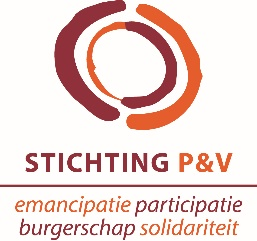 STICHTING P&V
emancipatie participatie
burgerschap solidariteit